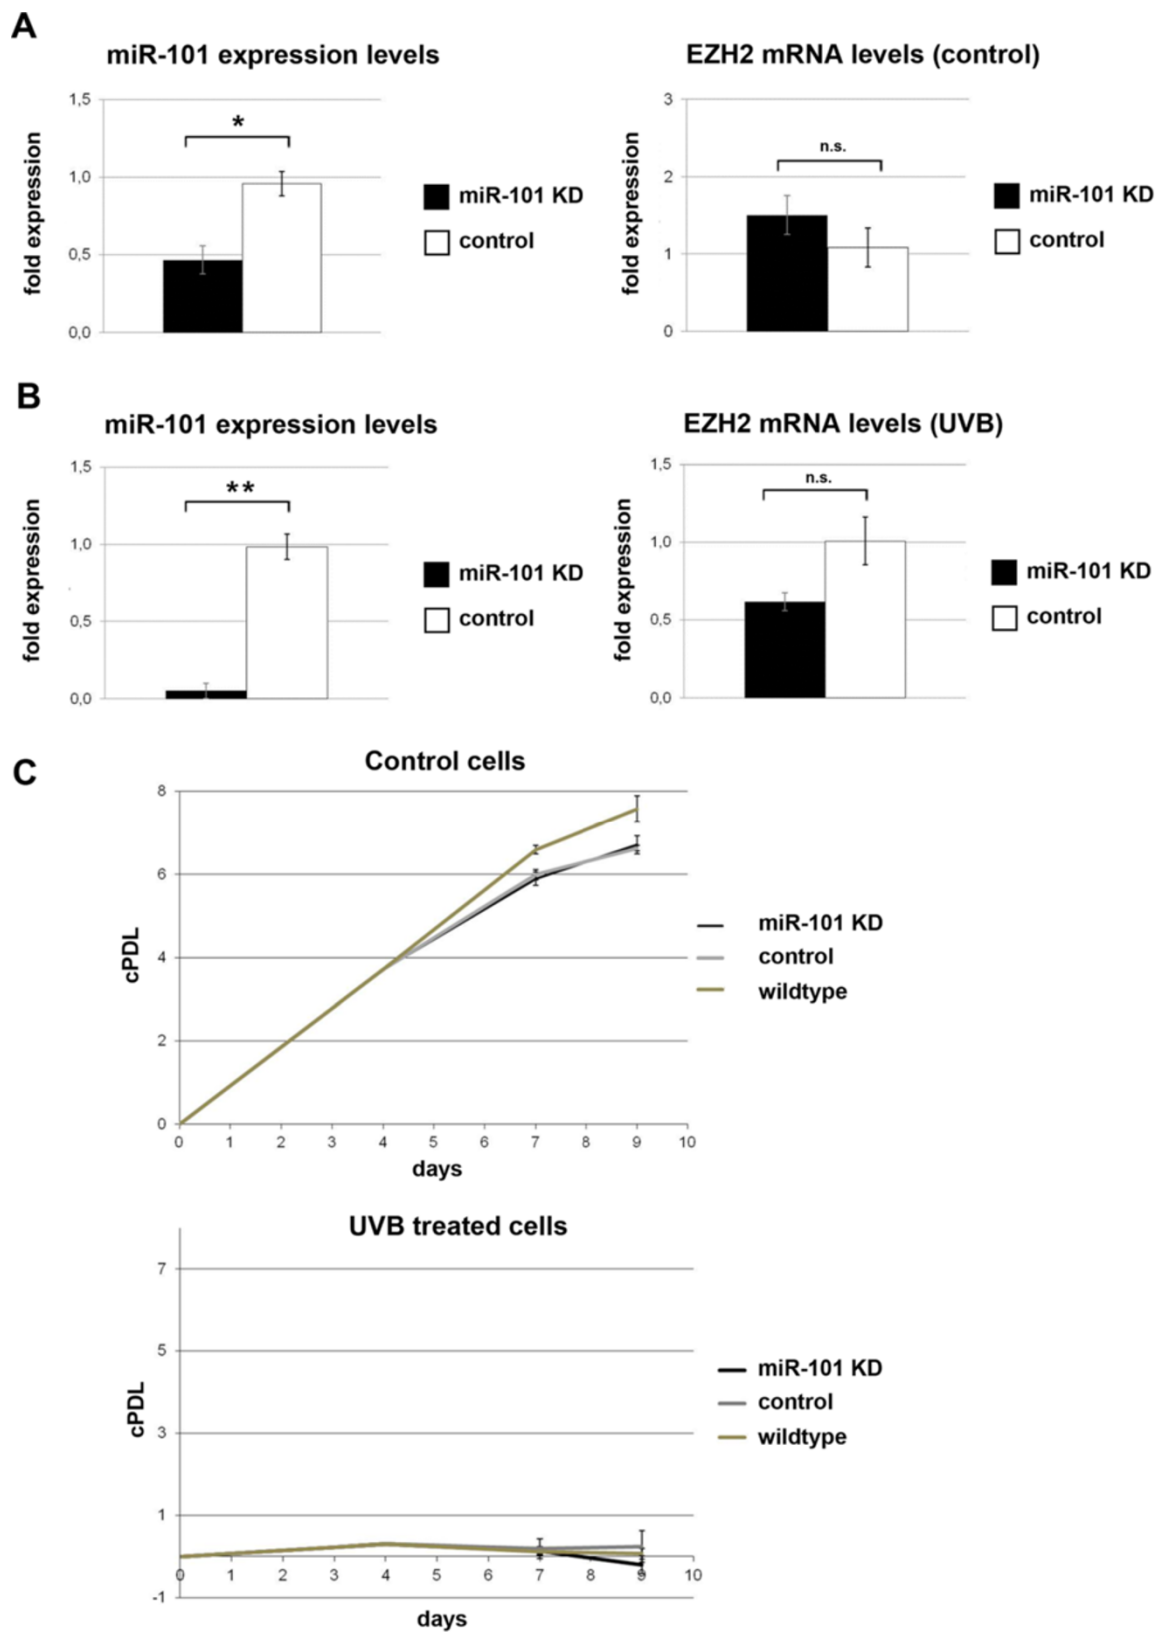 A
miR-101 expression levels
1,5
1,0
0,5
0,0
fold expression
*
miR-101 KD
control
EZH2 mRNA levels (control)
3
2
1
0
fold expression
n.s.
miR-101 KD
control
B
miR-101 expression levels
1,5
1,0
0,5
0,0
fold expression
**
miR-101 KD
control
EZH2 mRNA levels (UVB)
1,5
1,0
0,5
0,0
fold expression
n.s.
miR-101 KD
control
C
Control cells
8
6
4
2
0
cPDL
0 1 2 3 4 5 6 7 8 9 10
days
miR-101 KD
control
wildtype
UVB treated cells
7
5
3
1
-1
cPDL
0 1 2 3 4 5 6 7 8 9 10
days
miR-101 KD
control
wildtype